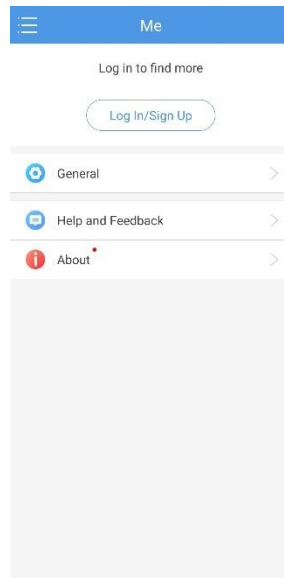 Me
Log in to find more
Log In/Sign Up
General
Help and Feedback
About